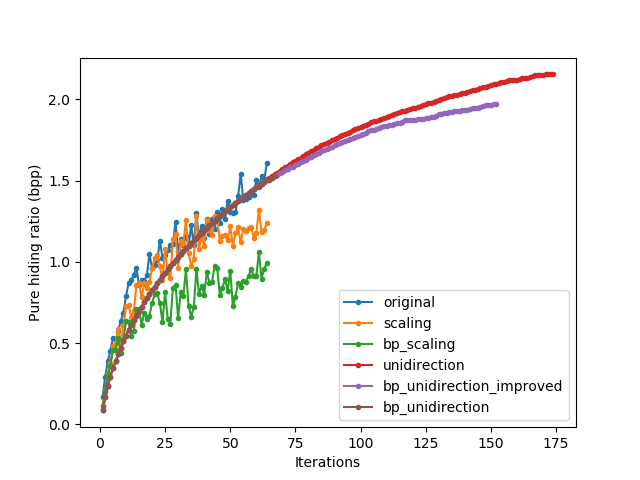 2.0
1.5
1.0
0.5
0.0
Pure hiding ratio (bpp)
original
scaling
bp_scaling
unidirection
bp_unidirection_improved
bp_unidirection
0 25 50 75 100 125 150 175
Iterations